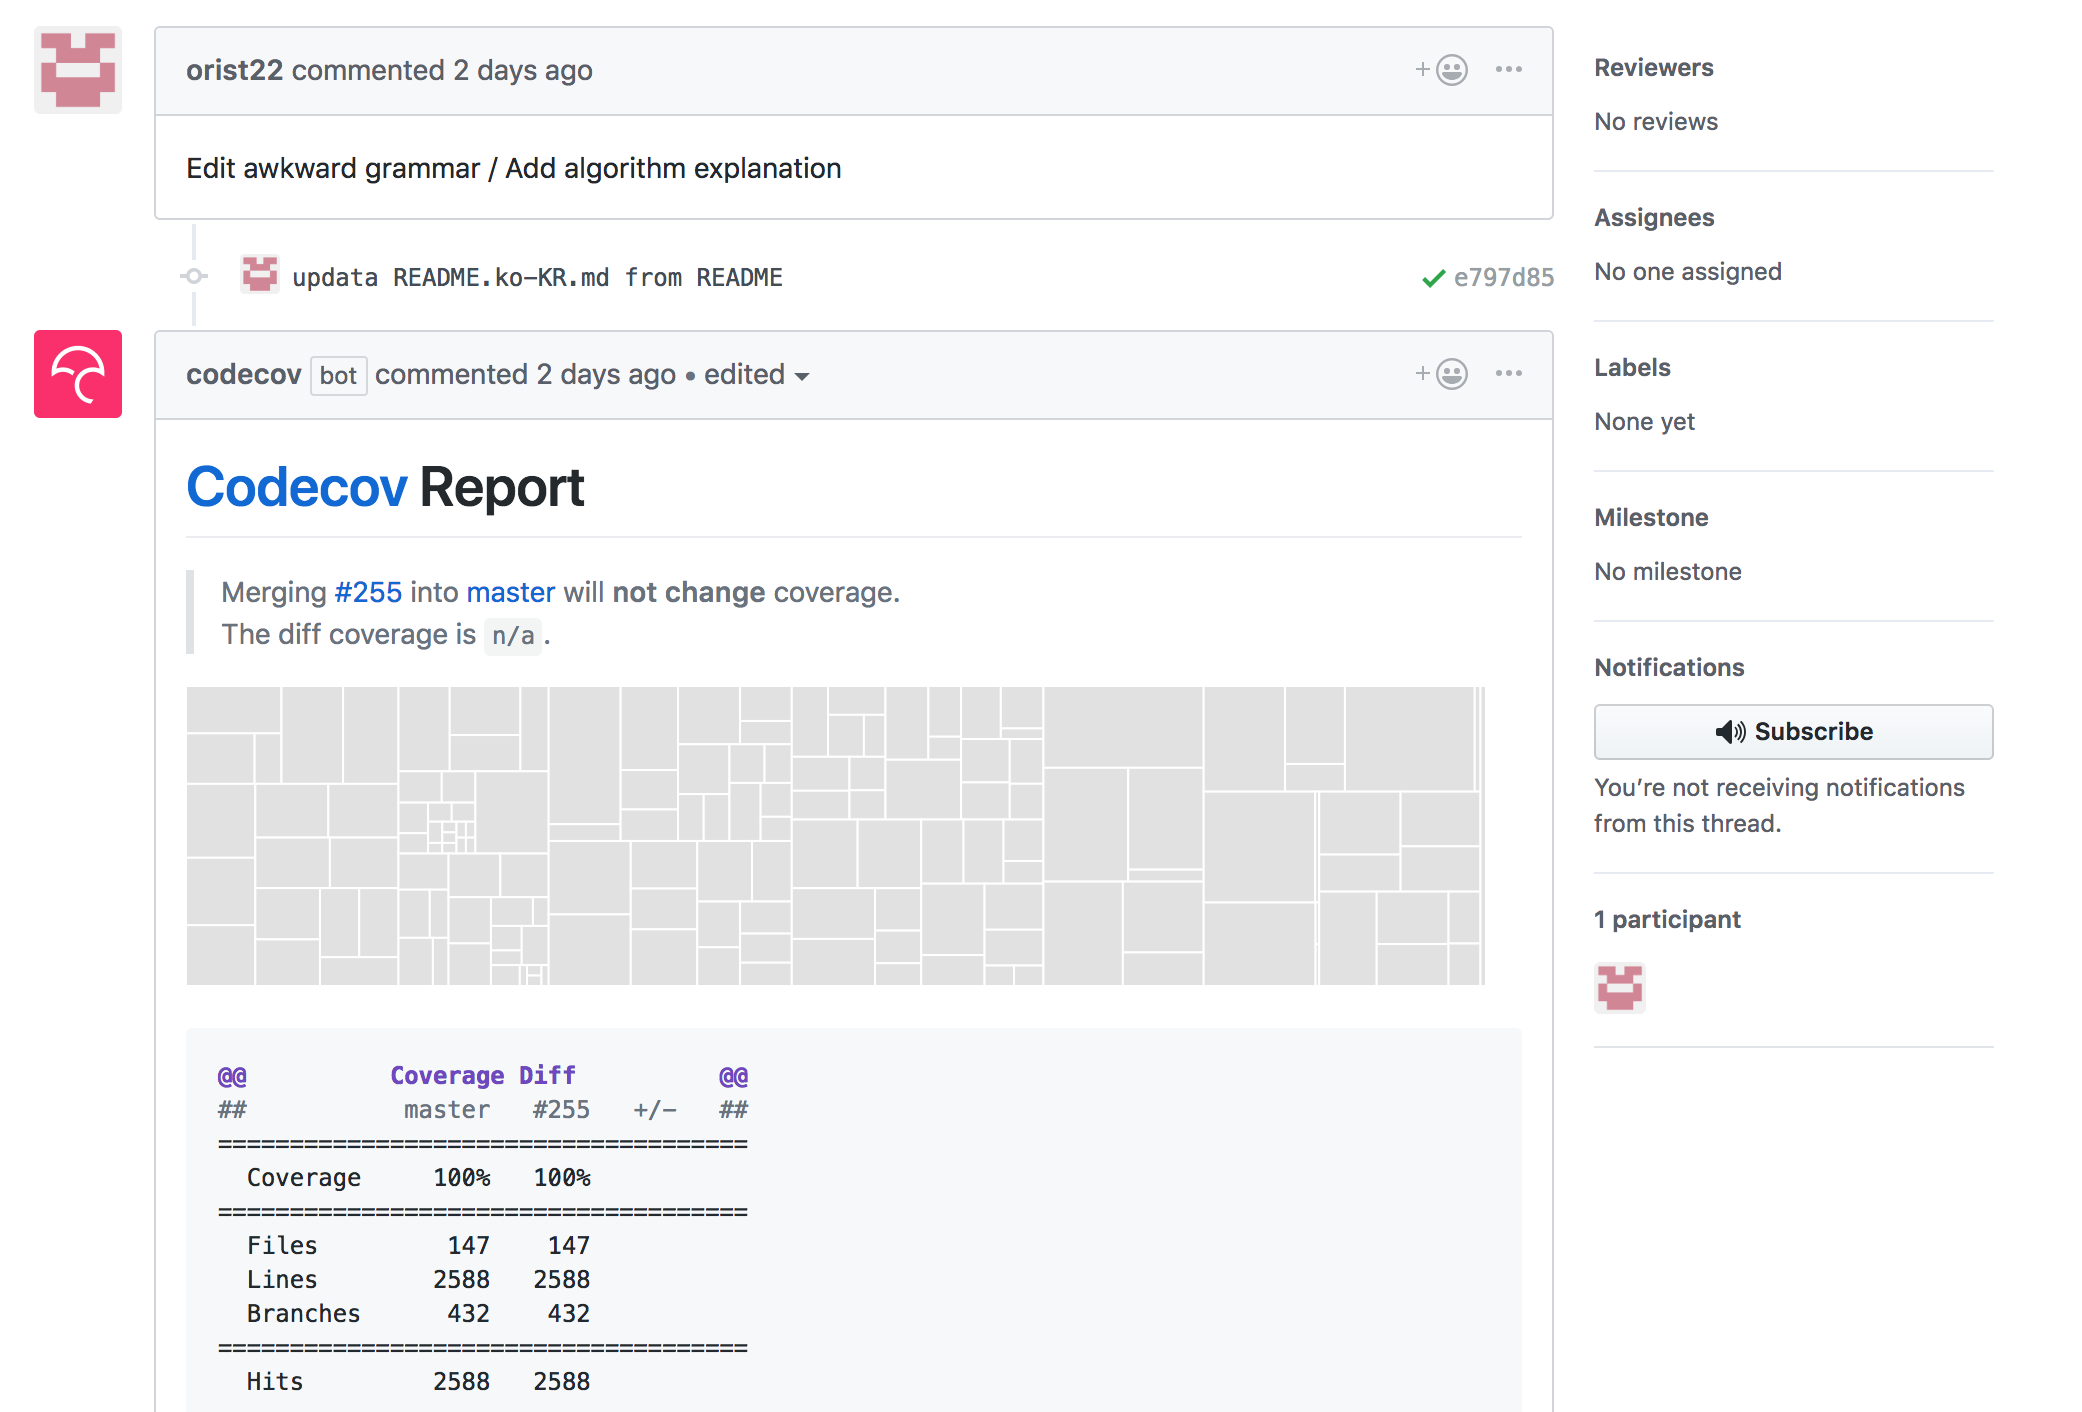 orist22 commented 2 days ago
Edit awkward grammar / Add algorithm explanation
updata README.ko-KR.md from README e797d85
codecov bot commented 2 days ago • edited
Codecov Report
Merging #255 into master will not change coverage.
The diff coverage is n/a.
@@ Coverage Diff @@
## master #255 +/- ##
=====================================
Coverage 100% 100%
=====================================
Files 147 147
Lines 2588 2588
Branches 432 432
=====================================
Hits 2588 2588
Reviewers
No reviews
Assignees
No one assigned
Labels
None yet
Milestone
No milestone
Notifications
Subscribe
You’re not receiving notifications
from this thread.
1 participant